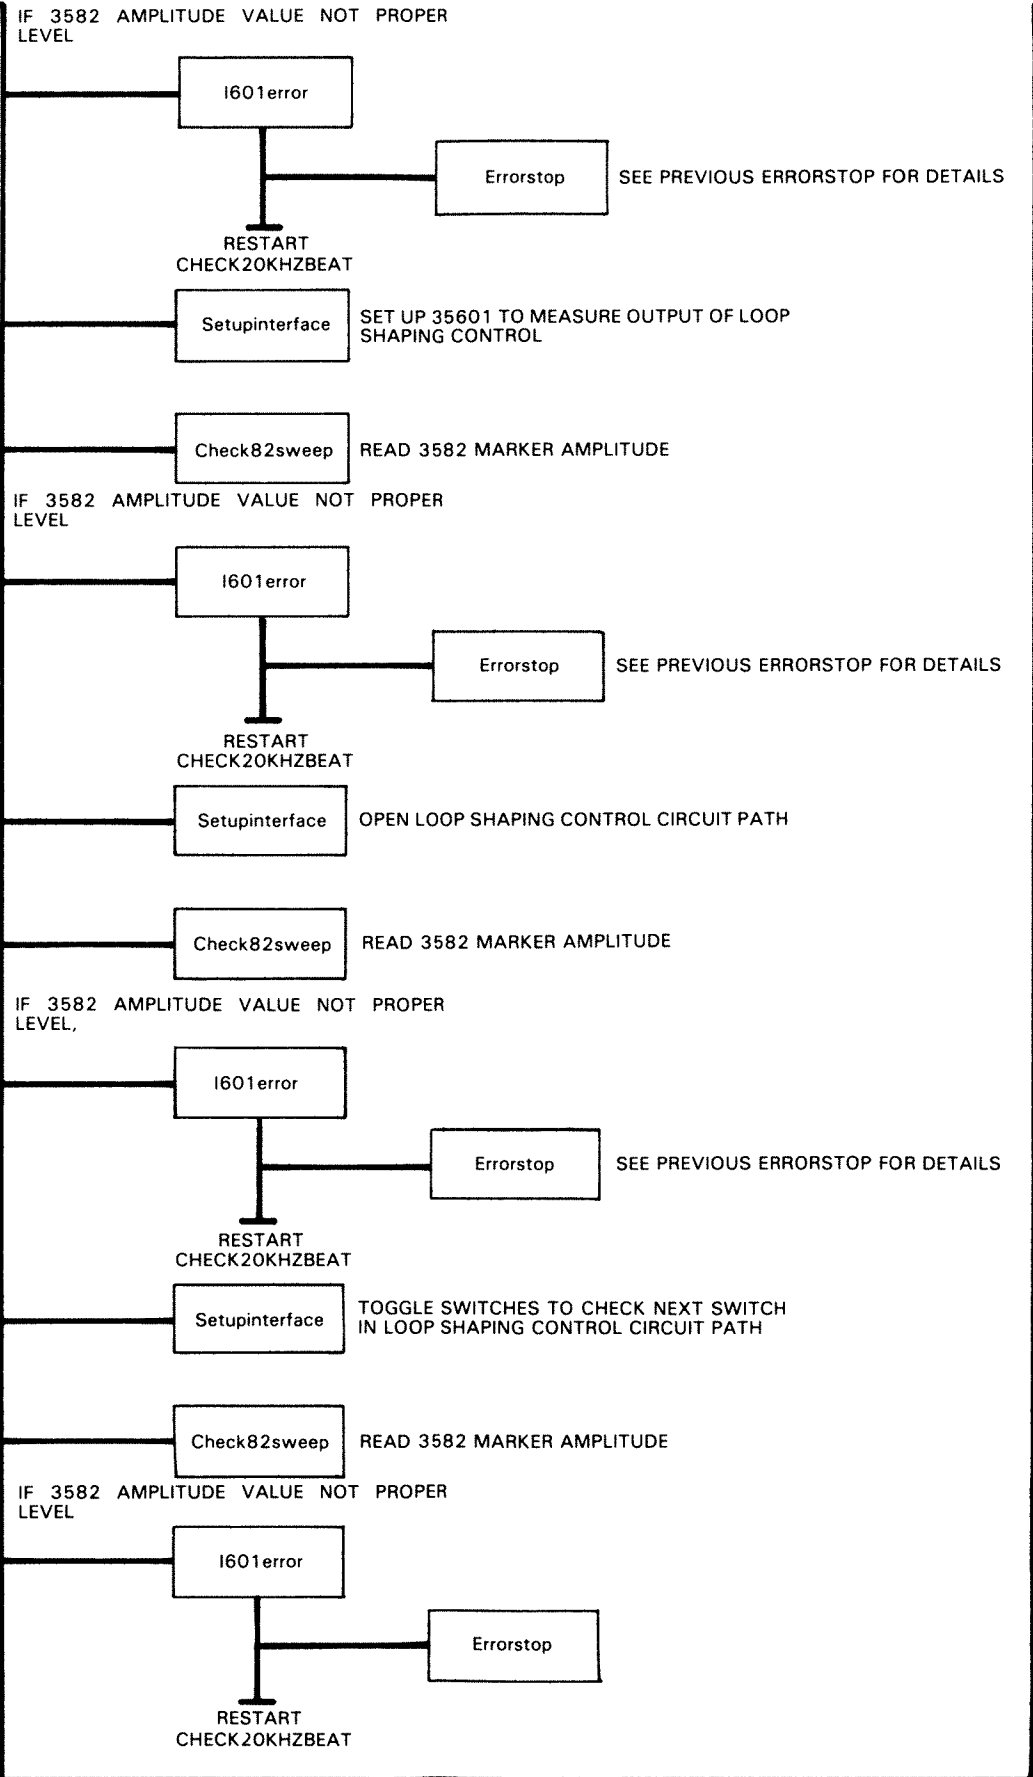 IF 3582 AMPLITUDE VALUE NOT PROPER
LEVEL
I601error
Errorstop
SEE PREVIOUS ERRORSTOP FOR DETAILS
RESTART
CHECK20KHZBEAT
Setupinterface
SET UP 35601 TO MEASURE OUTPUT OF LOOP
SHAPING CONTROL
Check82sweep
READ 3582 MARKER AMPLITUDE
IF 3582 AMPLITUDE VALUE NOT PROPER
LEVEL
I601error
Errorstop
SEE PREVIOUS ERRORSTOP FOR DETAILS
RESTART
CHECK20KHZBEAT
Setupinterface
OPEN LOOP SHAPING CONTROL CIRCUIT PATH
Check82sweep
READ 3582 MARKER AMPLITUDE
IF 3582 AMPLITUDE VALUE NOT PROPER
LEVEL,
I601error
Errorstop
SEE PREVIOUS ERRORSTOP FOR DETAILS
RESTART
CHECK20KHZBEAT
Setupinterface
TOGGLE SWITCHES TO CHECK NEXT SWITCH
IN LOOP SHAPING CONTROL CIRCUIT PATH
Check82sweep
READ 3582 MARKER AMPLITUDE
IF 3582 AMPLITUDE VALUE NOT PROPER
LEVEL
I601error
Errorstop
RESTART
CHECK20KHZBEAT